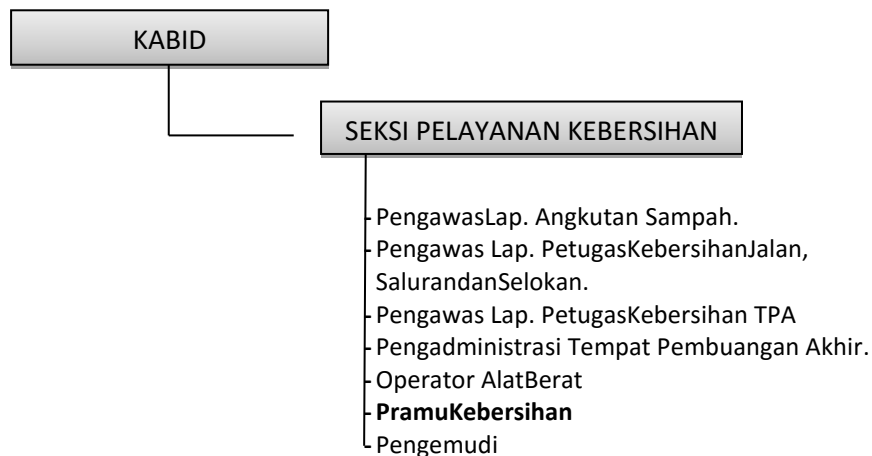 KABID
SEKSI PELAYANAN KEBERSIHAN
- PengawasLap. Angkutan Sampah.
- Pengawas Lap. PetugasKebersihanJalan,
SalurandanSelokan.
- Pengawas Lap. PetugasKebersihan TPA
- Pengadministrasi Tempat Pembuangan Akhir.
- Operator AlatBerat
- PramuKebersihan
- Pengemudi